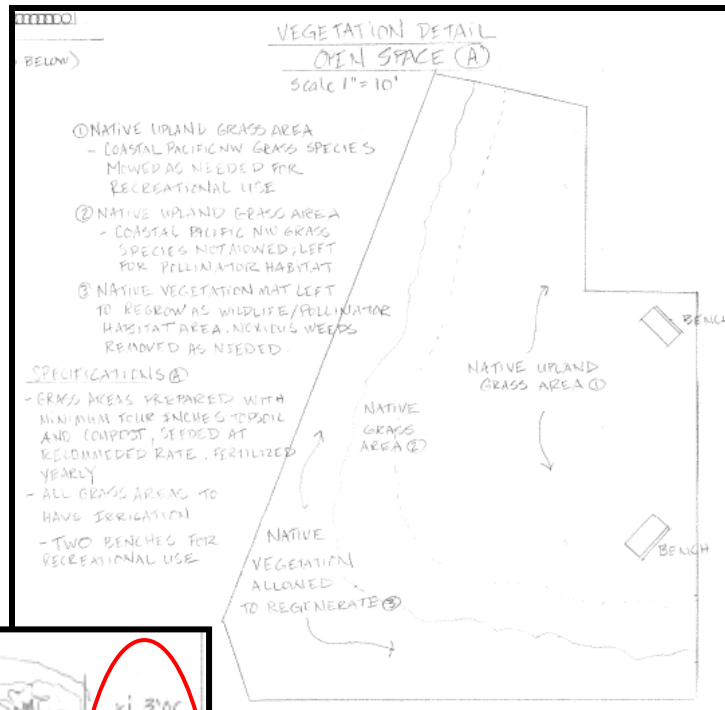 BELOW)
VEGETATION DETAIL
OPEN SPACE (A)
Scale 1" = 10'
① NATIVE UPLAND GRASS AREA
- COASTAL PACIFIC NW GRASS SPECIES
MOWED AS NEEDED FOR
RECREATIONAL USE
② NATIVE UPLAND GRASS AREA
- COASTAL PACIFIC NW GRASS
SPECIES NOT MOWED, LEFT
FOR POLLINATOR HABITAT
③ NATIVE VEGETATION MAT LEFT
TO REGROW AS WILDLIFE/POLLINATOR
HABITAT AREA. NOXIOUS WEEDS
REMOVED AS NEEDED.
SPECIFICATIONS Ⓐ
- GRASS AREAS PREPARED WITH
MINIMUM FOUR INCHES TOPSOIL
AND COMPOST, SEEDED AT
RECOMMEDED RATE, FERTILIZED
YEARLY
- ALL GRASS AREAS TO
HAVE IRRIGATION
- TWO BENCHES FOR
RECREATIONAL USE
BENCH
NATIVE UPLAND
GRASS AREA ①
NATIVE
GRASS
AREA ②
BENCH
NATIVE
VEGETATION
ALLOWED
TO REGENERATE ③
3'OC